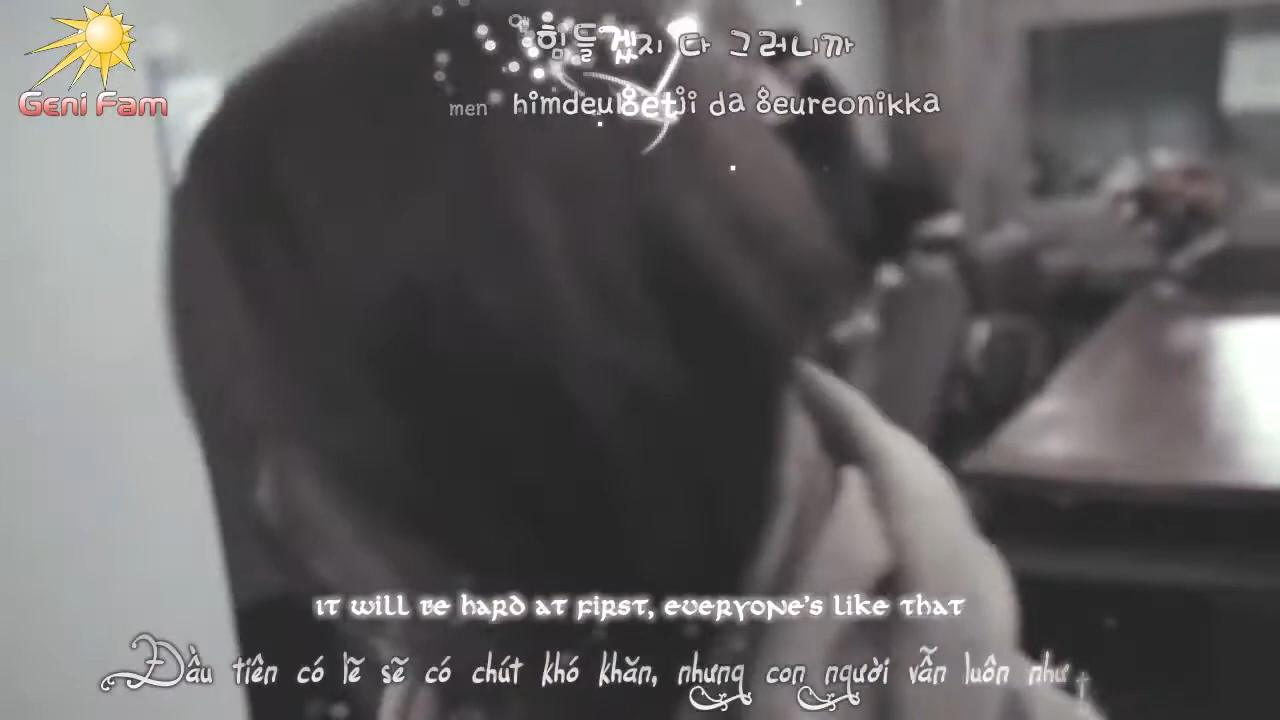 Geni Fam
힘들겠지 다 그러니까
men himdeulgetji da geureonikka
it will be hard at first, everyone's like that
Đầu tiên có lẽ sẽ có chút khó khăn, nhưng con người vẫn luôn như